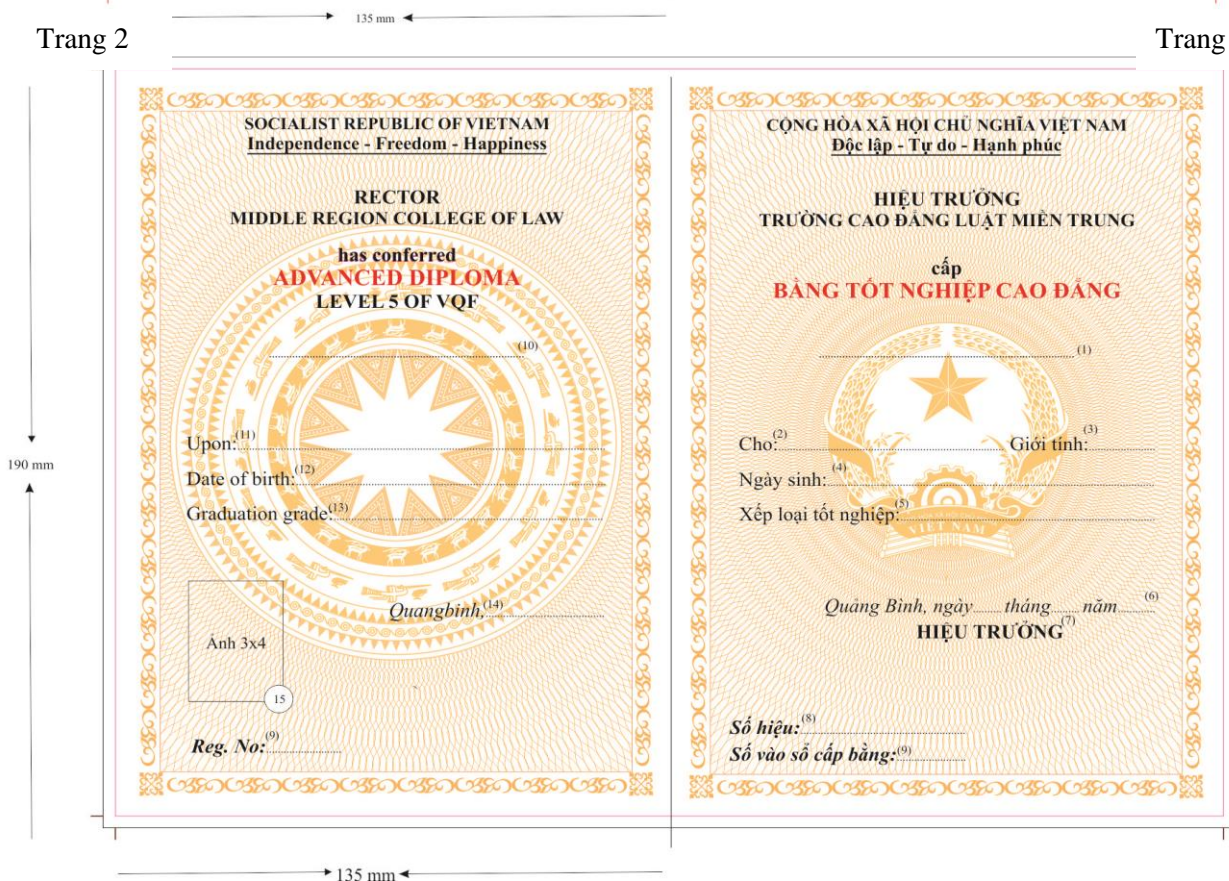 135 mm
Trang 2
Trang
SOCIALIST REPUBLIC OF VIETNAM
Independence - Freedom - Happiness
RECTOR
MIDDLE REGION COLLEGE OF LAW
has conferred
ADVANCED DIPLOMA
LEVEL 5 OF VQF
(10)
Upon:(11)
Date of birth:(12)
Graduation grade:(13)
Quangbinh,(14)
Ảnh 3x4
15
Reg. No:(9)
CỘNG HÒA XÃ HỘI CHỦ NGHĨA VIỆT NAM
Độc lập - Tự do - Hạnh phúc
HIỆU TRƯỞNG
TRƯỜNG CAO ĐẲNG LUẬT MIỀN TRUNG
cấp
BẰNG TỐT NGHIỆP CAO ĐẲNG
(1)
Cho:(2) Giới tính:(3)
Ngày sinh:(4)
Xếp loại tốt nghiệp:(5)
VIỆT NAM
Quảng Bình, ngày...... tháng...... năm........(6)
HIỆU TRƯỞNG(7)
Số hiệu:(8)
Số vào sổ cấp bằng:(9)
190 mm
135 mm